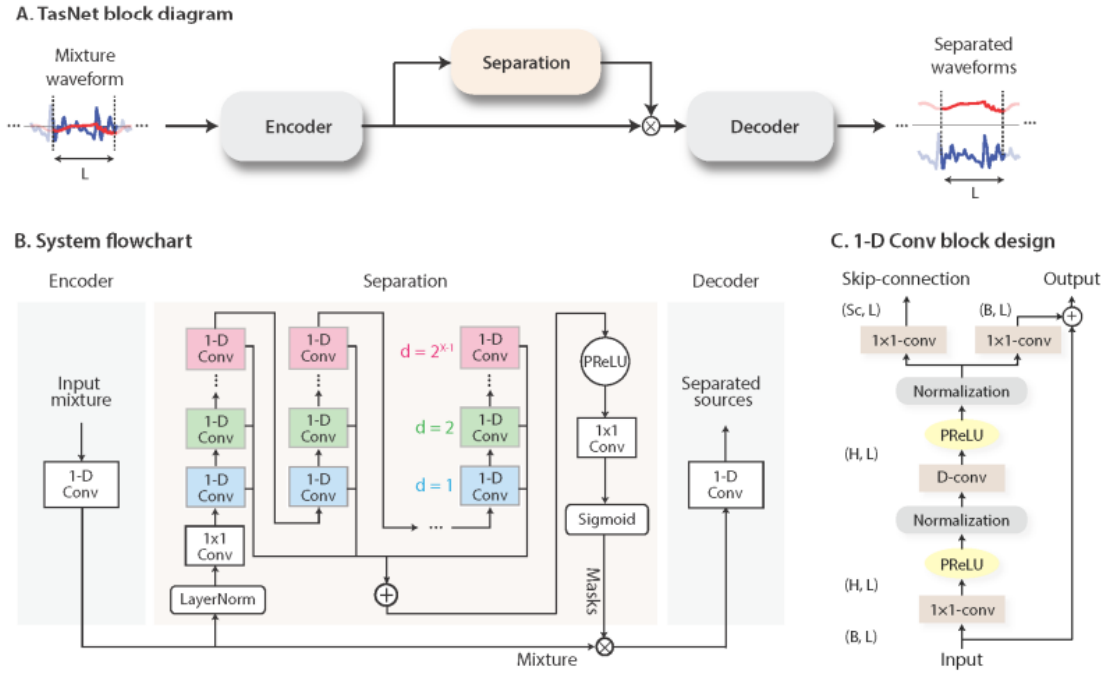 A. TasNet block diagram
Mixture
waveform
Separated
waveforms
Separation
Encoder
Decoder
...
...
...
...
L
L
B. System flowchart
C. 1-D Conv block design
Encoder
Separation
Decoder
Input
mixture
1-D
Conv
1-D
Conv
1-D
Conv
1-D
Conv
d = 2^X-1
...
...
...
1-D
Conv
1-D
Conv
1-D
Conv
d = 2
1-D
Conv
1-D
Conv
1-D
Conv
d = 1
...
1x1
Conv
LayerNorm
+
PReLU
1x1
Conv
Sigmoid
Masks
Mixture
Separated
sources
1-D
Conv
Skip-connection
Output
(Sc, L)
(B, L)
+
1×1-conv
1×1-conv
Normalization
PReLU
(H, L)
D-conv
Normalization
PReLU
(H, L)
1×1-conv
(B, L)
Input